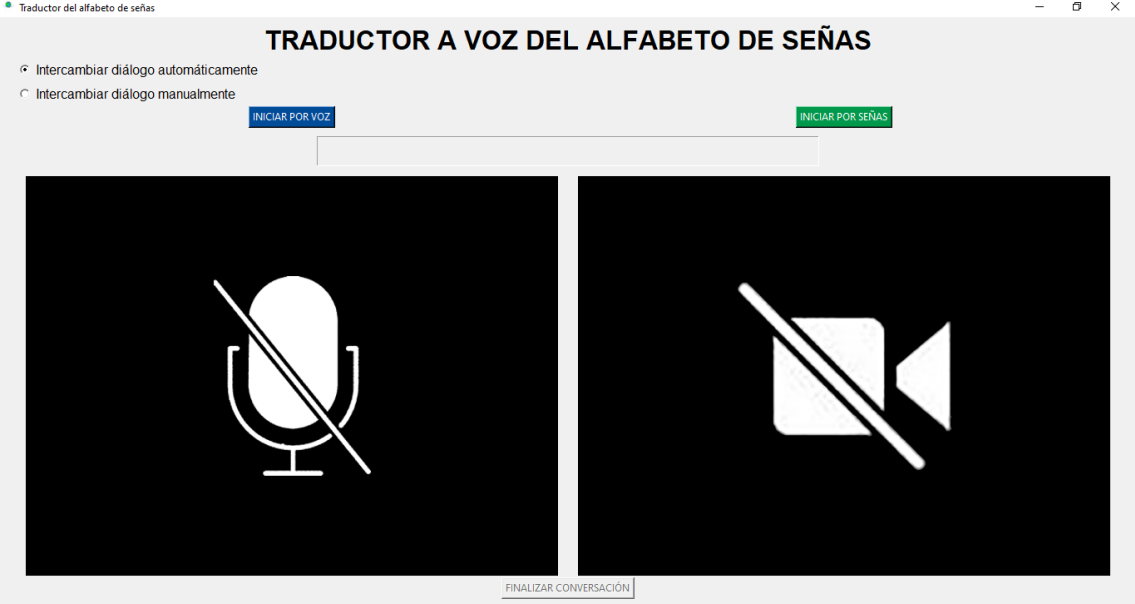 Traductor del alfabeto de señas
TRADUCTOR A VOZ DEL ALFABETO DE SEÑAS
Intercambiar diálogo automáticamente
Intercambiar diálogo manualmente
INICIAR POR VOZ
INICIAR POR SEÑAS
FINALIZAR CONVERSACIÓN